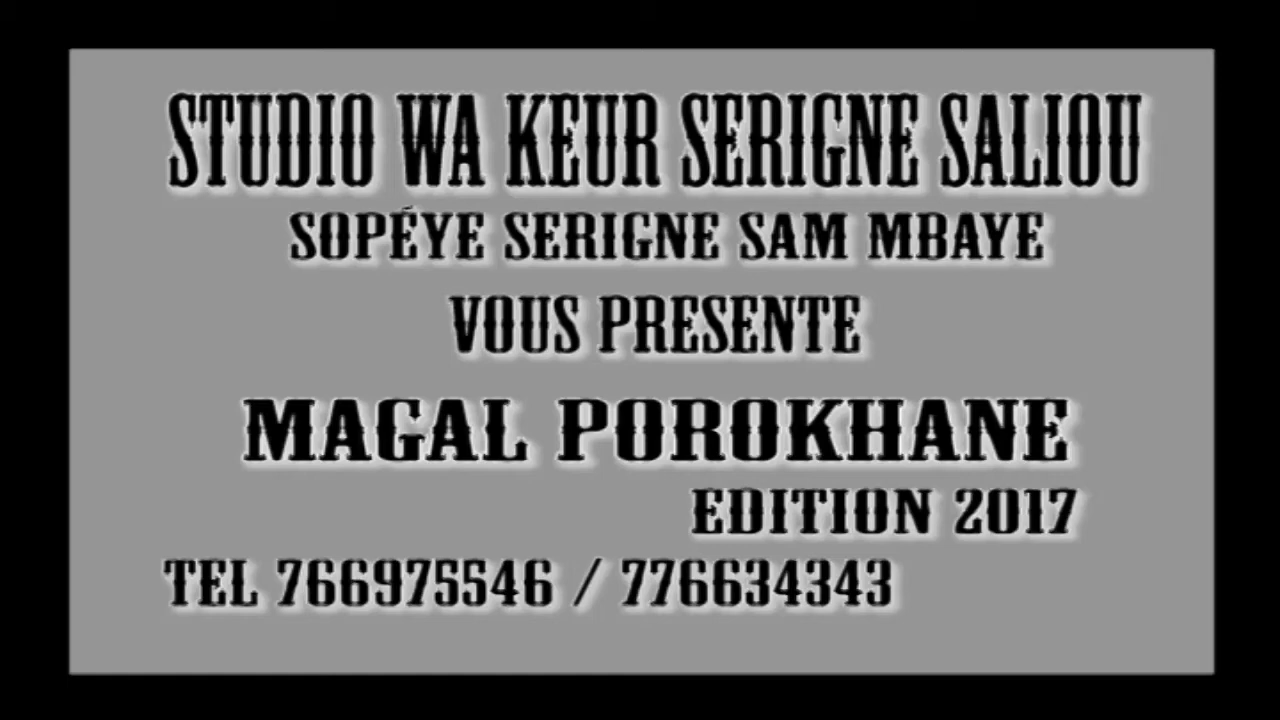 STUDIO WA KEUR SERIGNE SALIOU
SOPÉYE SERIGNE SAM MBAYE
VOUS PRESENTE
MAGAL POROKHANE
EDITION 2017
TEL 766975546 / 776634343